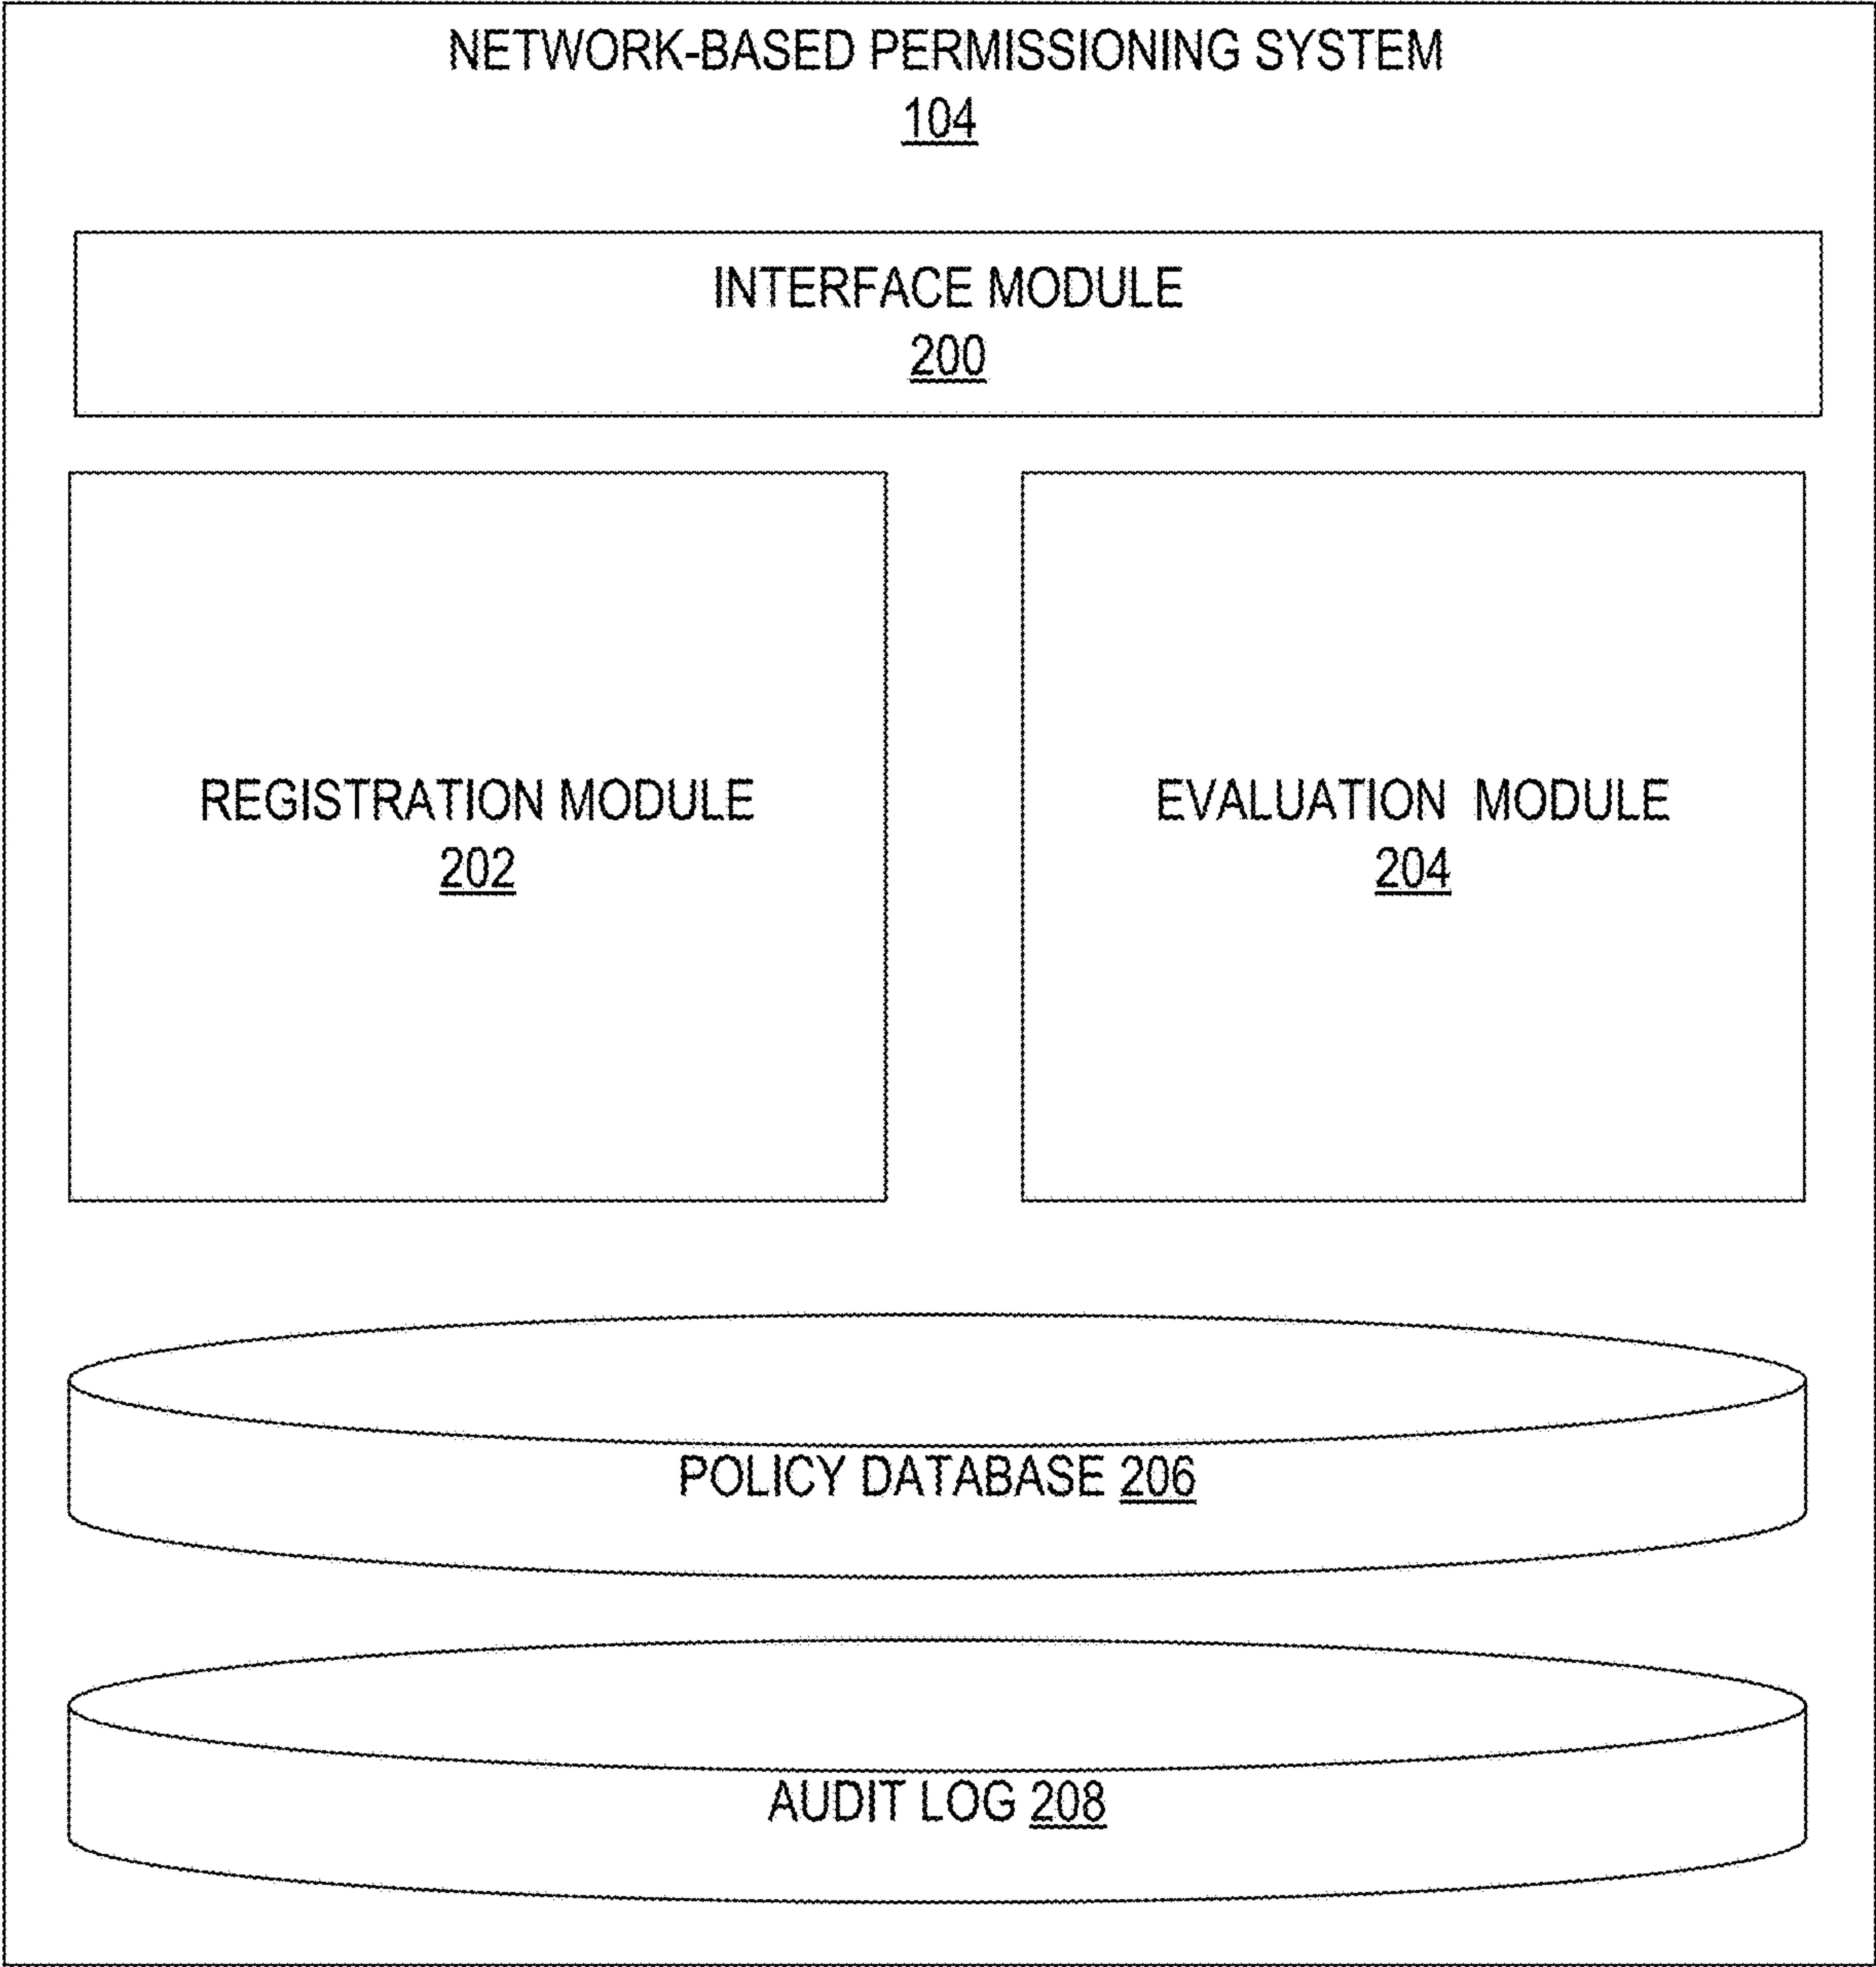 NETWORK-BASED PERMISSIONING SYSTEM
104
INTERFACE MODULE
200
REGISTRATION MODULE
202
EVALUATION MODULE
204
POLICY DATABASE 206
AUDIT LOG 208